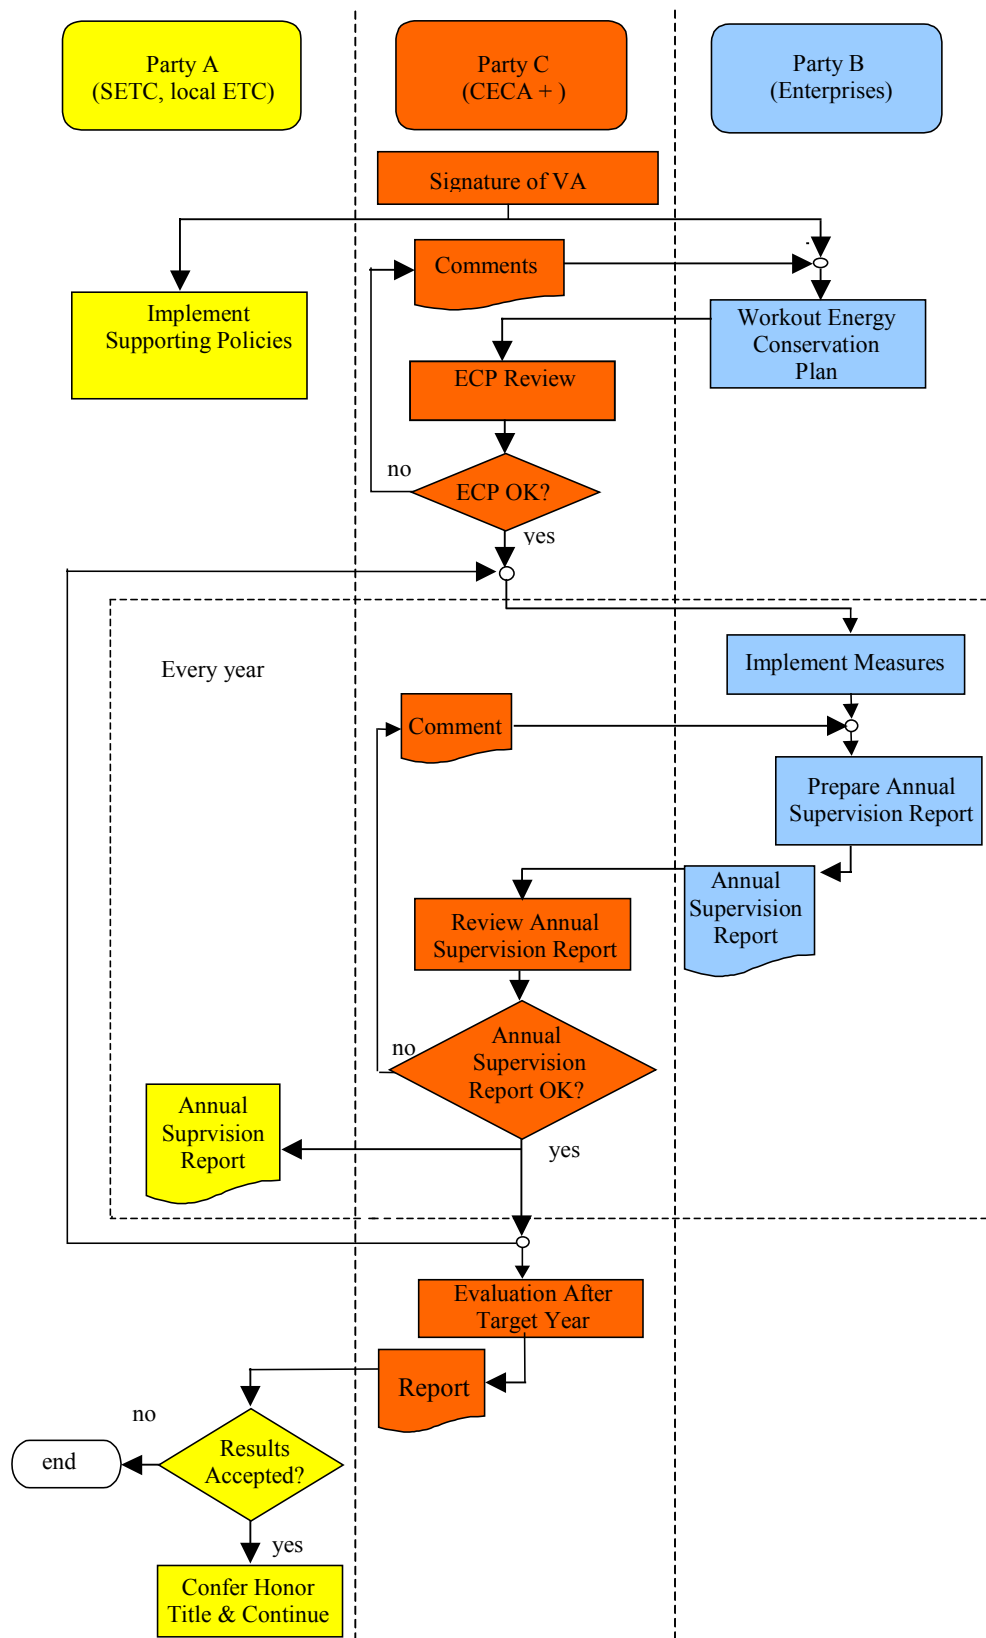 Party A
(SETC, local ETC)
Party C
(CECA + )
Party B
(Enterprises)
Signature of VA
Comments
Implement
Supporting Policies
Workout Energy
Conservation
Plan
ECP Review
no
ECP OK?
yes
Every year
Implement Measures
Comment
Prepare Annual
Supervision Report
Annual
Supervision
Report
Review Annual
Supervision Report
no
Annual
Supervision
Report OK?
Annual
Suprvision
Report
yes
Evaluation After
Target Year
Report
no
end
Results
Accepted?
yes
Confer Honor
Title & Continue